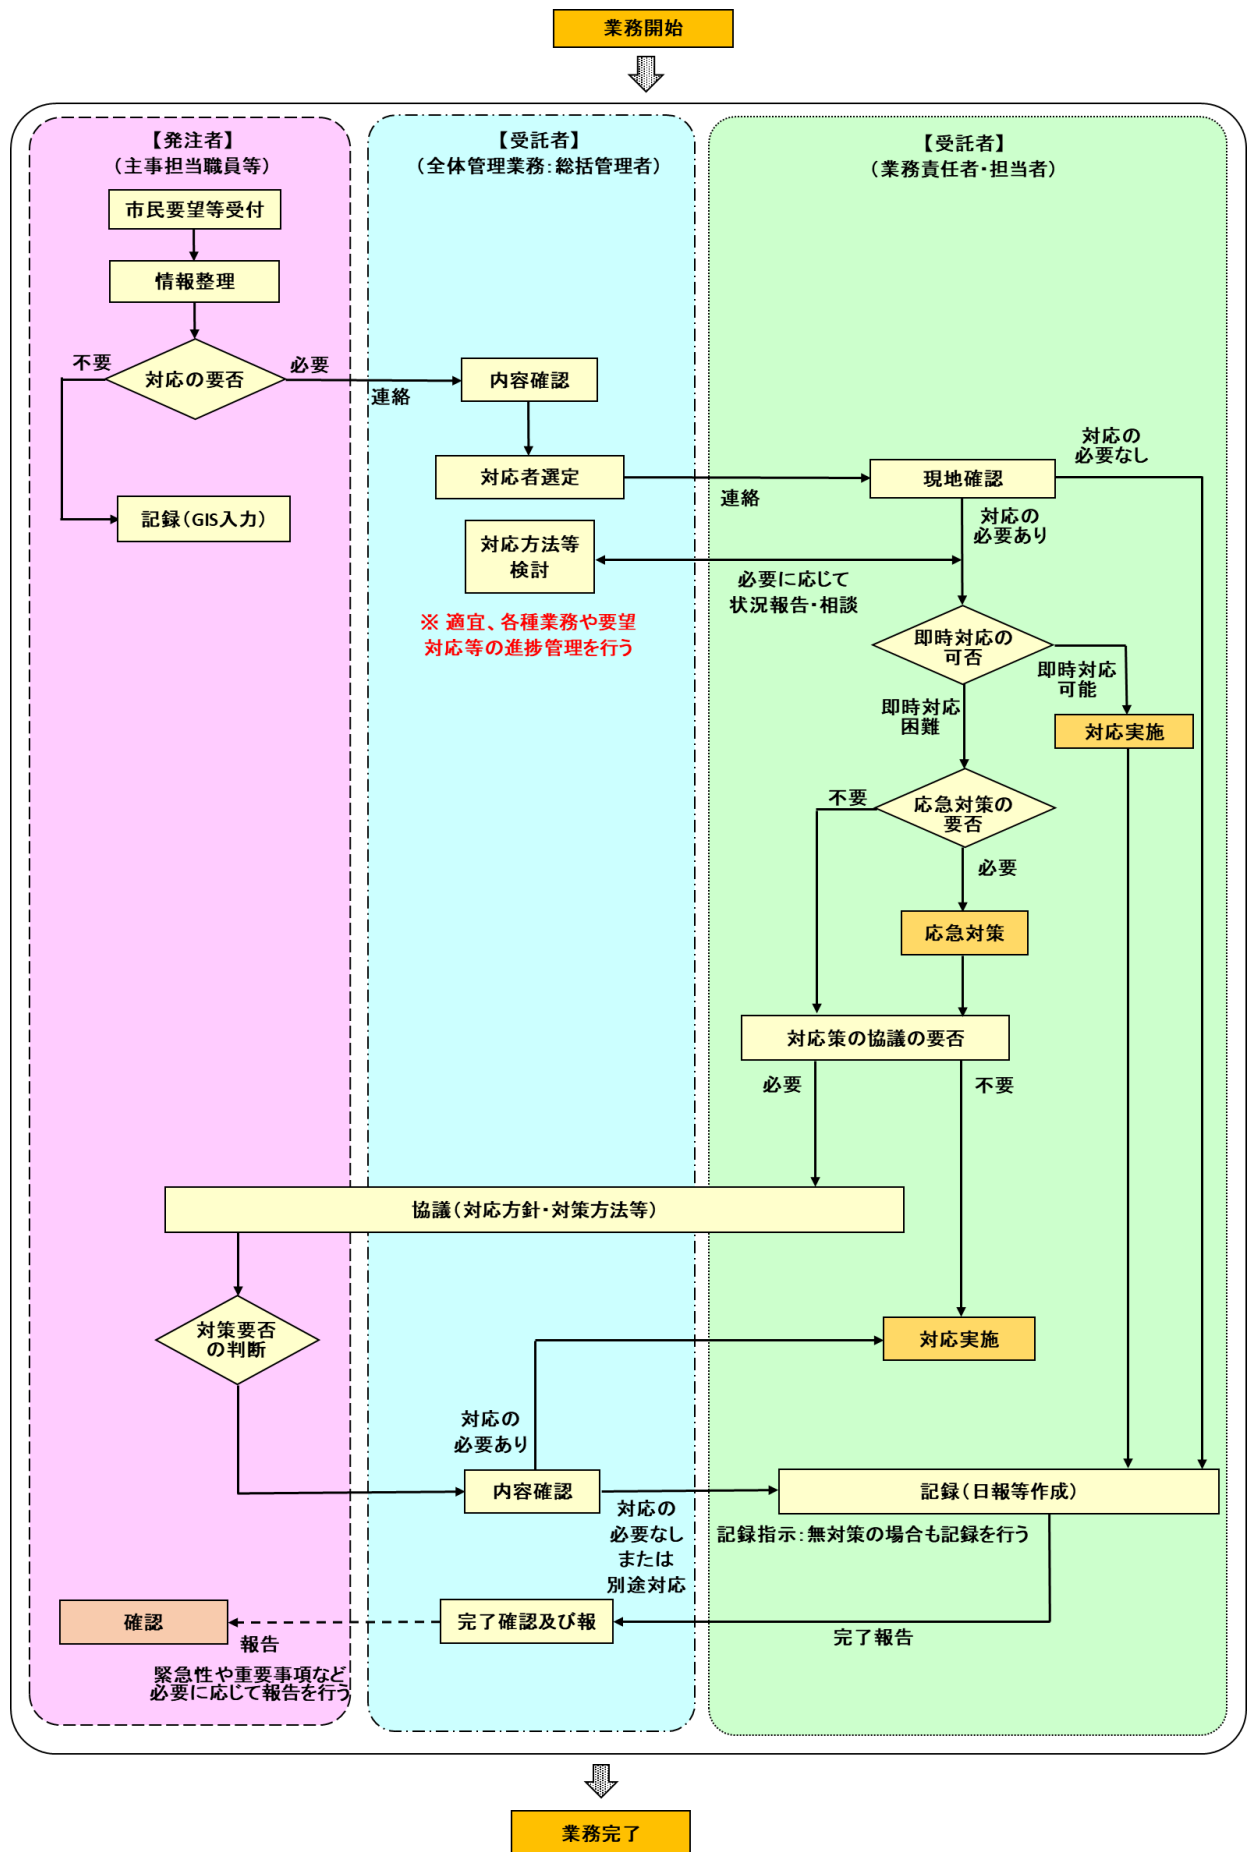 業務開始
【発注者】
（主事担当職員等）
市民要望等受付
情報整理
不要
対応の要否
必要
連絡
記録（GIS入力）
【受託者】
（全体管理業務：総括管理者）
内容確認
対応者選定
連絡
対応方法等
検討
※ 適宜、各種業務や要望
対応等の進捗管理を行う
【受託者】
（業務責任者・担当者）
現地確認
対応の
必要なし
対応の
必要あり
必要に応じて
状況報告・相談
即時対応の
可否
即時対応
可能
対応実施
即時対応
困難
応急対策の
要否
不要
必要
応急対策
対応策の協議の要否
必要
不要
協議（対応方針・対策方法等）
対策要否
の判断
対応実施
対応の
必要あり
内容確認
対応の
必要なし
または
別途対応
記録（日報等作成）
記録指示：無対策の場合も記録を行う
完了報告
完了確認及び報
確認
報告
緊急性や重要事項など
必要に応じて報告を行う
業務完了